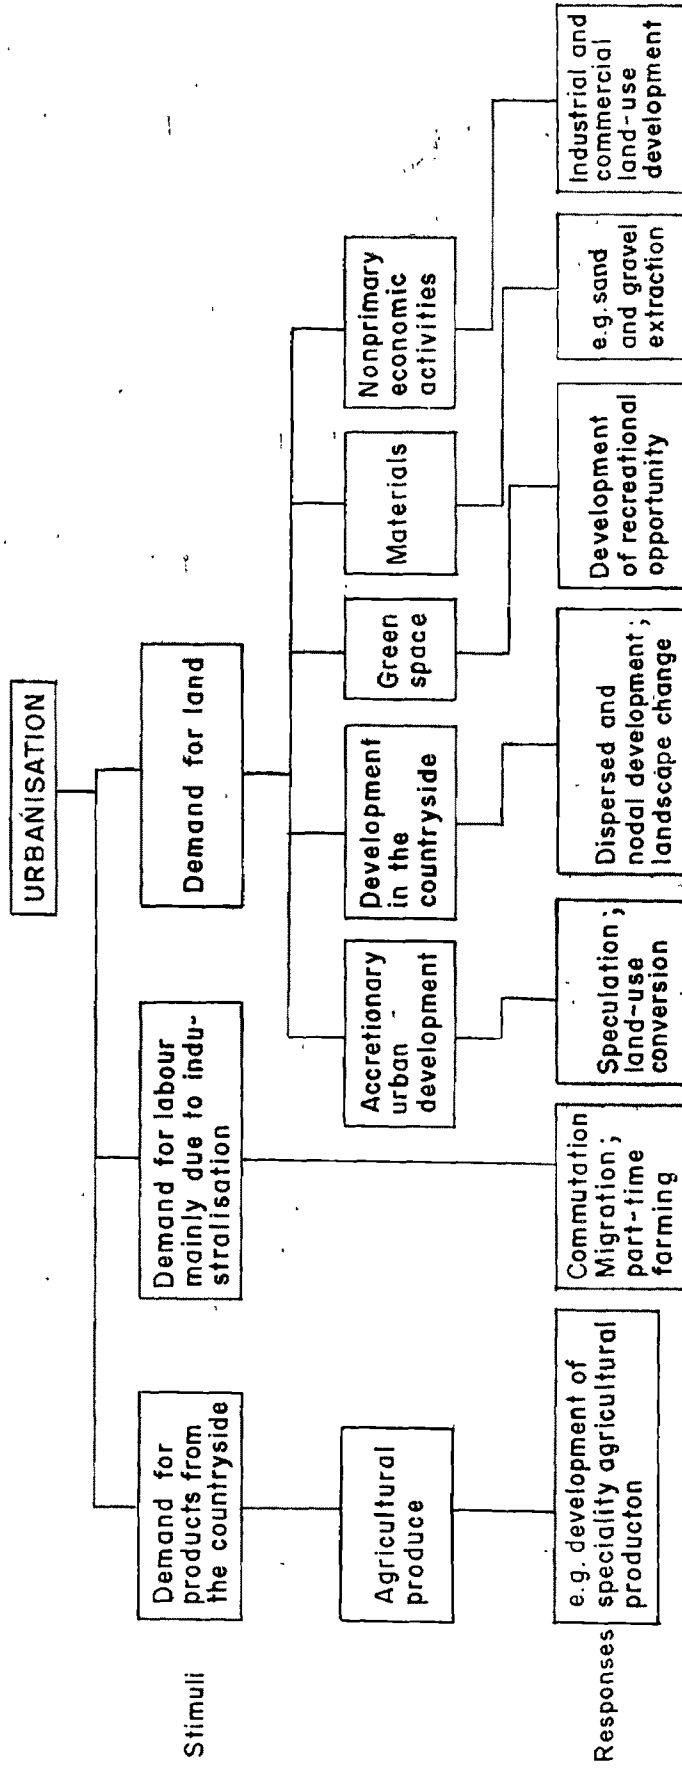 URBANISATION
Stimuli
Demand for
products from
the countryside
Demand for labour
mainly due to indu-
stralisation
Demand for land
Agricultural
produce
Accretionary
urban
development
Development
in the
countryside
Green
space
Materials
Nonprimary
economic
activities
Responses
e.g. development of
speciality agricultural
producton
Commutation
Migration;
part-time
farming
Speculation;
land-use
conversion
Dispersed and
nodal development;
landscape change
Development
of recreational
opportunity
e.g. sand
and gravel
extraction
Industrial and
commercial
land-use
development